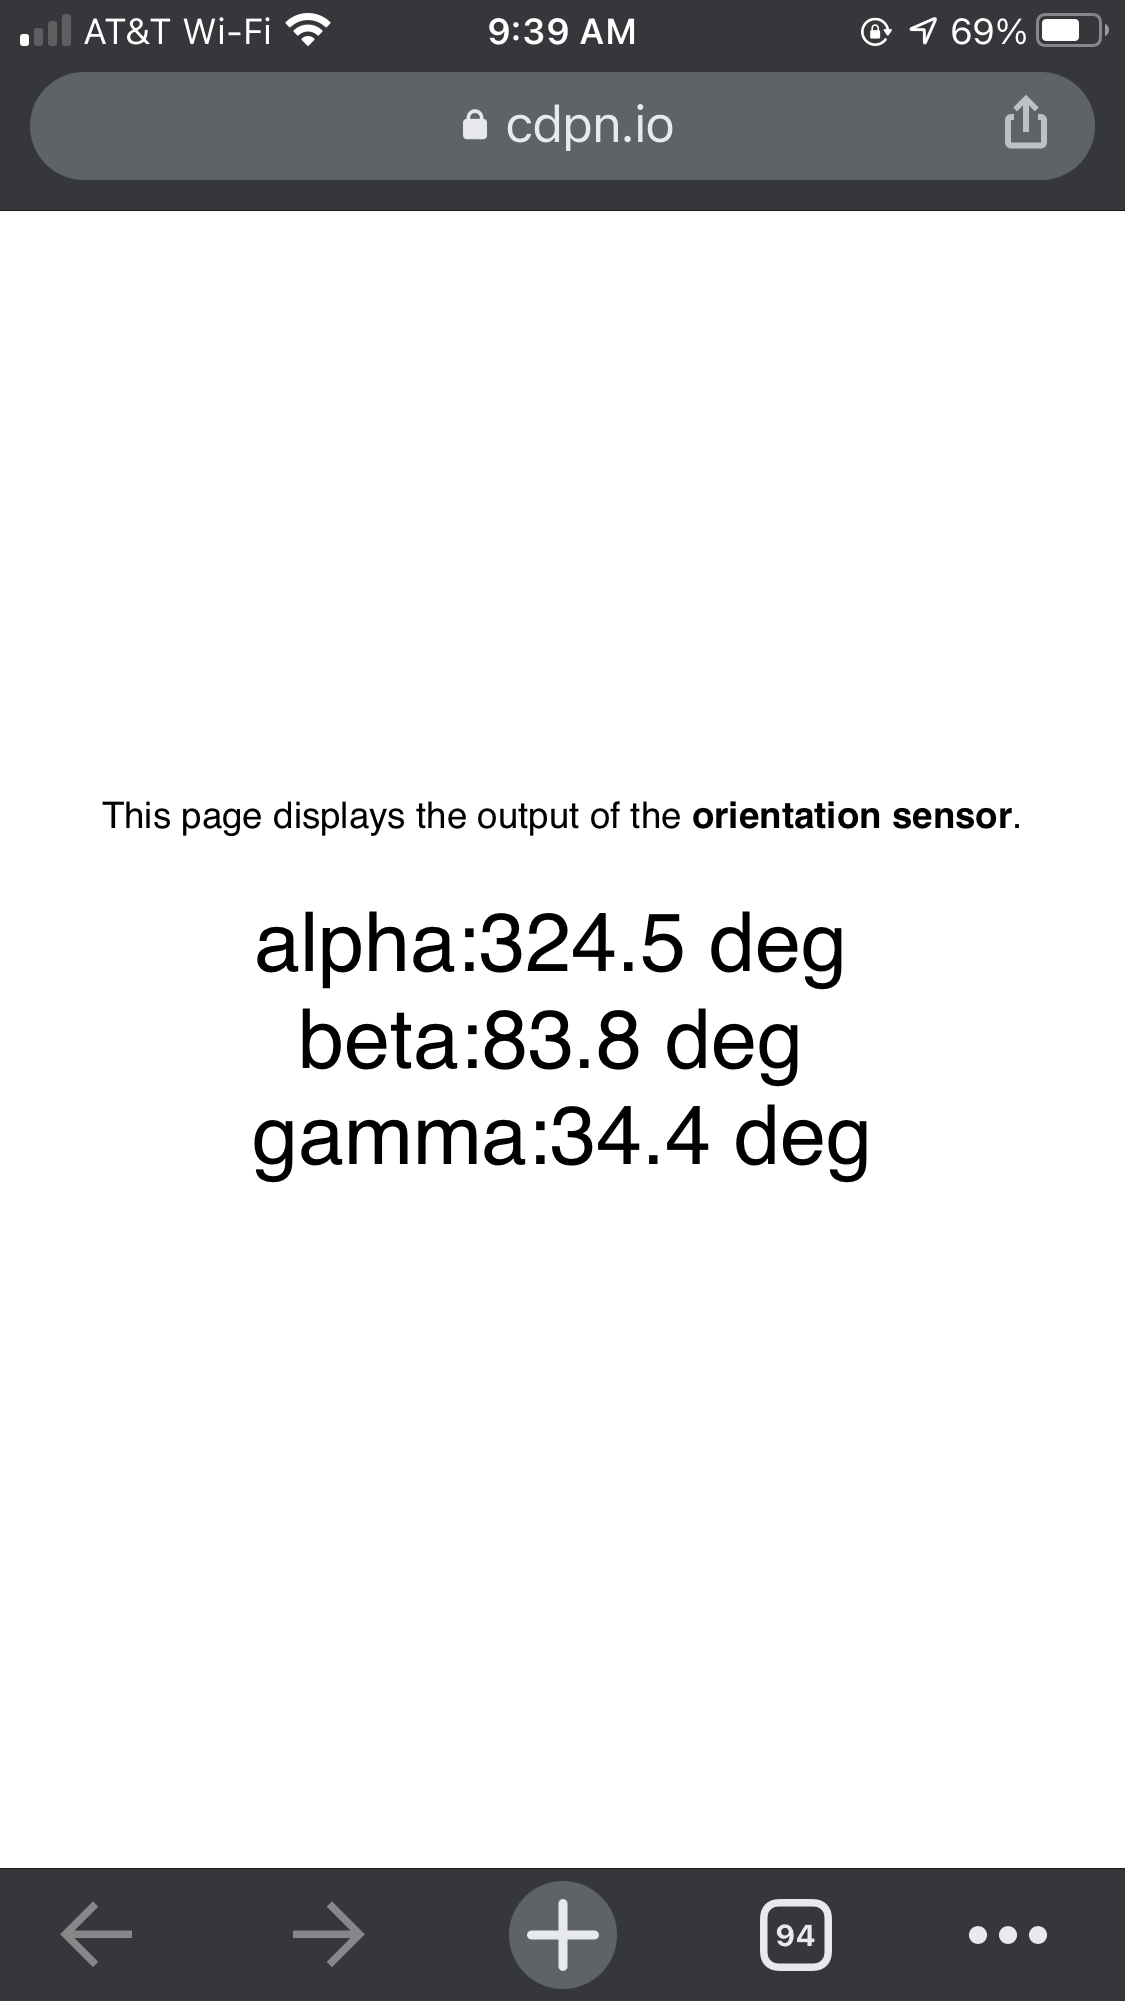 AT&T Wi-Fi 9:39 AM 69%
cdpn.io
This page displays the output of the orientation sensor.
alpha:324.5 deg
beta:83.8 deg
gamma:34.4 deg
94